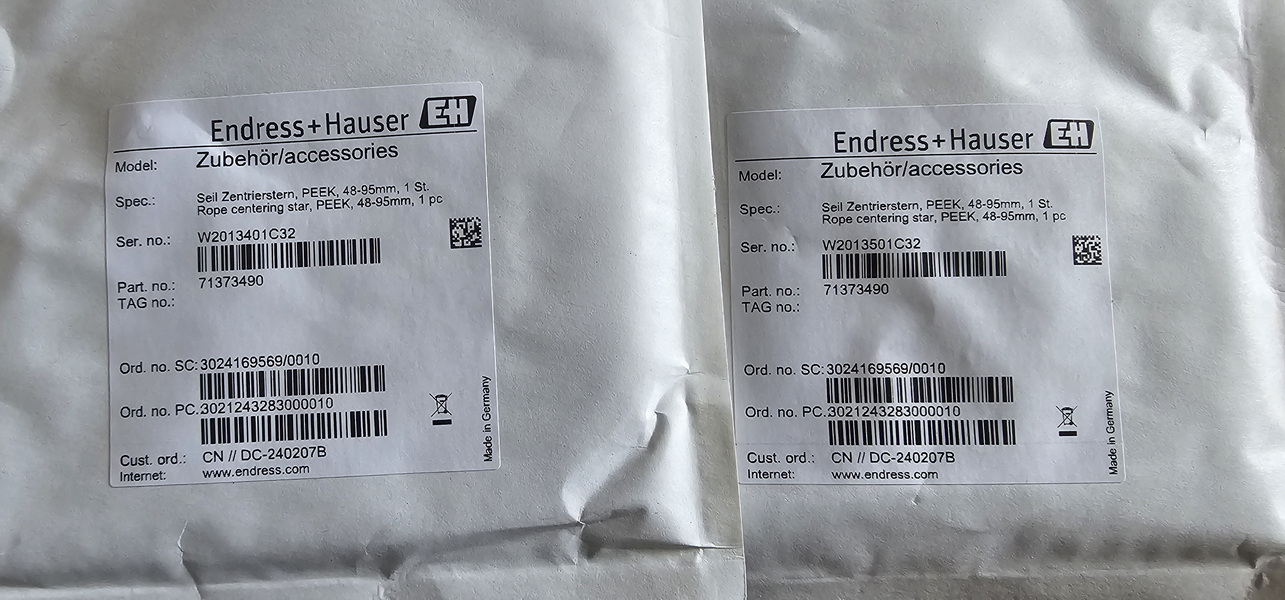 Endress+Hauser EH
Model: Zubehör/accessories
Spec.: Seil Zentrierstern, PEEK, 48-95mm, 1 St.
Rope centering star, PEEK, 48-95mm, 1 pc
Ser. no.: W2013401C32
Part. no.: 71373490
TAG no.:
Ord. no. SC: 3024169569/0010
Ord. no PC. 3021243283000010
Cust. ord.: CN // DC-240207B
Internet: www.endress.com
Made in Germany
Endress+Hauser EH
Model: Zubehör/accessories
Spec.: Seil Zentrierstern, PEEK, 48-95mm, 1 St.
Rope centering star, PEEK, 48-95mm, 1 pc
Ser. no.: W2013501C32
Part. no.: 71373490
TAG no.:
Ord. no. SC: 3024169569/0010
Ord. no PC. 3021243283000010
Cust. ord.: CN // DC-240207B
Internet: www.endress.com
Made in Germany